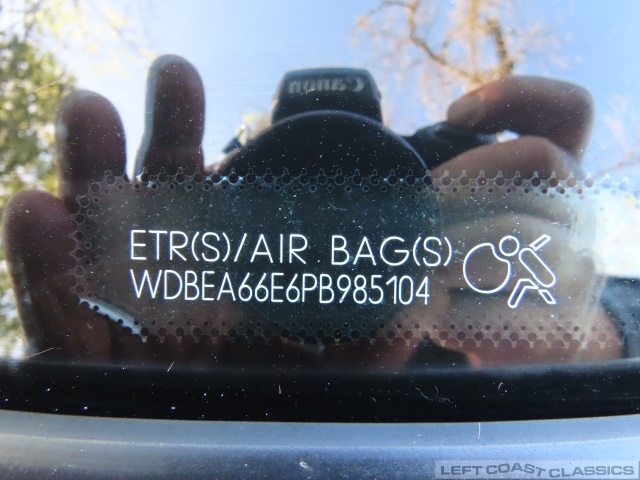 Canon
ETR(S)/AIR BAG(S)
WDBEA66E6PB985104
LEFT COAST CLASSICS